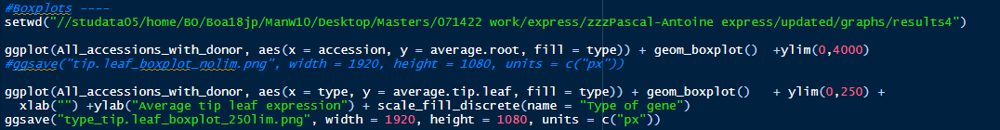 #Boxplots ----
setwd("//studata05/home/BO/Boa18jp/ManW10/Desktop/Masters/071422 work/express/zzzPascal-Antoine express/updated/graphs/results4")
ggplot(All_accessions_with_donor, aes(x = accession, y = average.root, fill = type)) + geom_boxplot()  +ylim(0,4000)
#ggsave("tip.leaf_boxplot_nolim.png", width = 1920, height = 1080, units = c("px"))
ggplot(All_accessions_with_donor, aes(x = type, y = average.tip.leaf, fill = type)) + geom_boxplot()   + ylim(0,250) +
  xlab("") +ylab("Average tip leaf expression") + scale_fill_discrete(name = "Type of gene")
ggsave("type_tip.leaf_boxplot_250lim.png", width = 1920, height = 1080, units = c("px"))